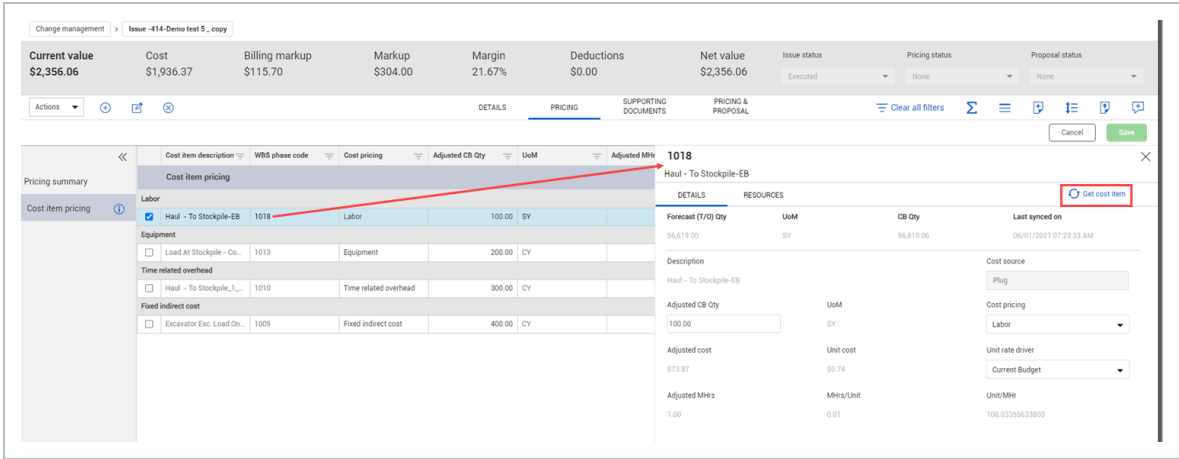 Change management > Issue -414-Demo test 5 _ copy
Current value Cost Billing markup Markup Margin Deductions Net value Issue status Pricing status Proposal status
$2,356.06 $1,936.37 $115.70 $304.00 21.67% $0.00 $2,356.06 Executed None None
Actions DETAILS PRICING SUPPORTING DOCUMENTS PRICING & PROPOSAL Clear all filters
Cancel Save
Pricing summary
Cost item pricing
Cost item description WBS phase code Cost pricing Adjusted CB Qty UoM Adjusted MHr
Cost item pricing
Labor
Haul - To Stockpile-EB 1018 Labor 100.00 SY
Equipment
Load At Stockpile - Co... 1013 Equipment 200.00 CY
Time related overhead
Haul - To Stockpile_1_... 1010 Time related overhead 300.00 CY
Fixed indirect cost
Excavator Exc. Load On... 1009 Fixed indirect cost 400.00 CY
1018
Haul - To Stockpile-EB
DETAILS RESOURCES Get cost item
Forecast (T/O) Qty UoM CB Qty Last synced on
56,619.00 SY 56,819.06 06/01/2021 07:23:33 AM
Description Cost source
Haul - To Stockpile-EB Plug
Adjusted CB Qty UoM Cost pricing
100.00 SY Labor
Adjusted cost Unit cost Unit rate driver
$73.87 $0.74 Current Budget
Adjusted MHrs MHrs/Unit Unit/MHr
1.00 0.01 100.03355633803